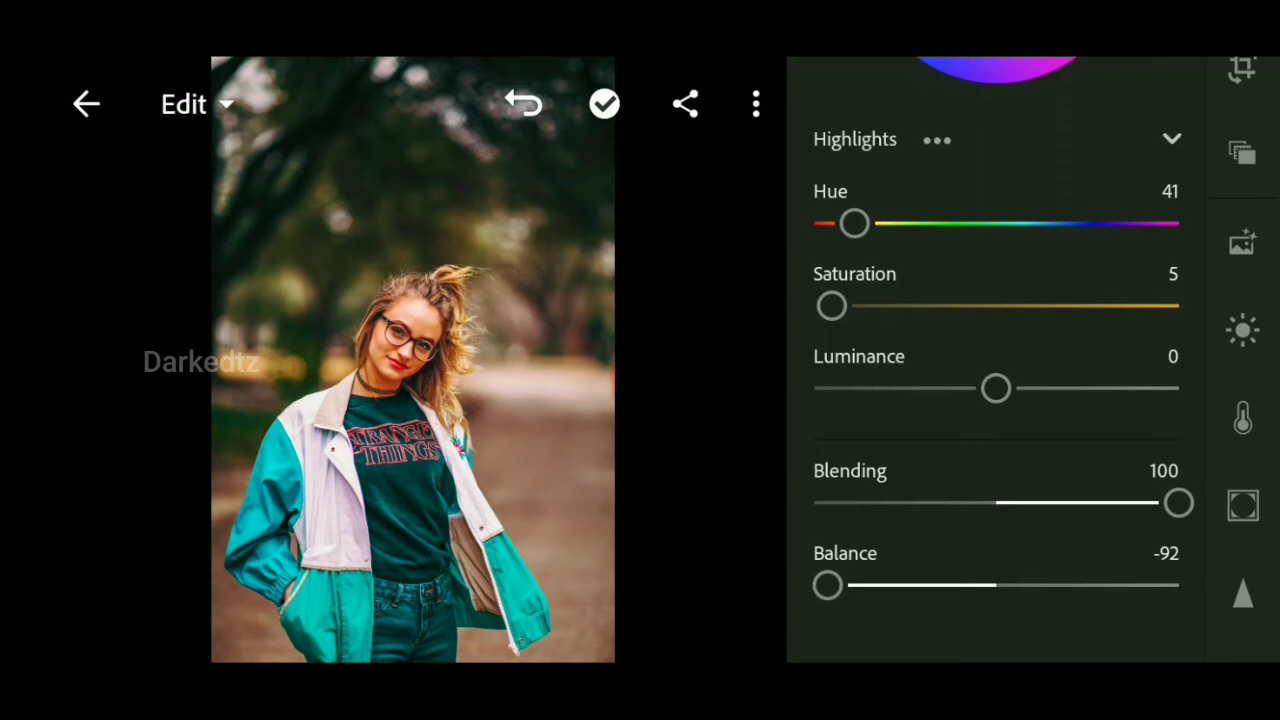 Edit
Highlights
Hue 41
Saturation 5
Luminance 0
Blending 100
Balance -92
Darkedtz
STRANGER
THINGS